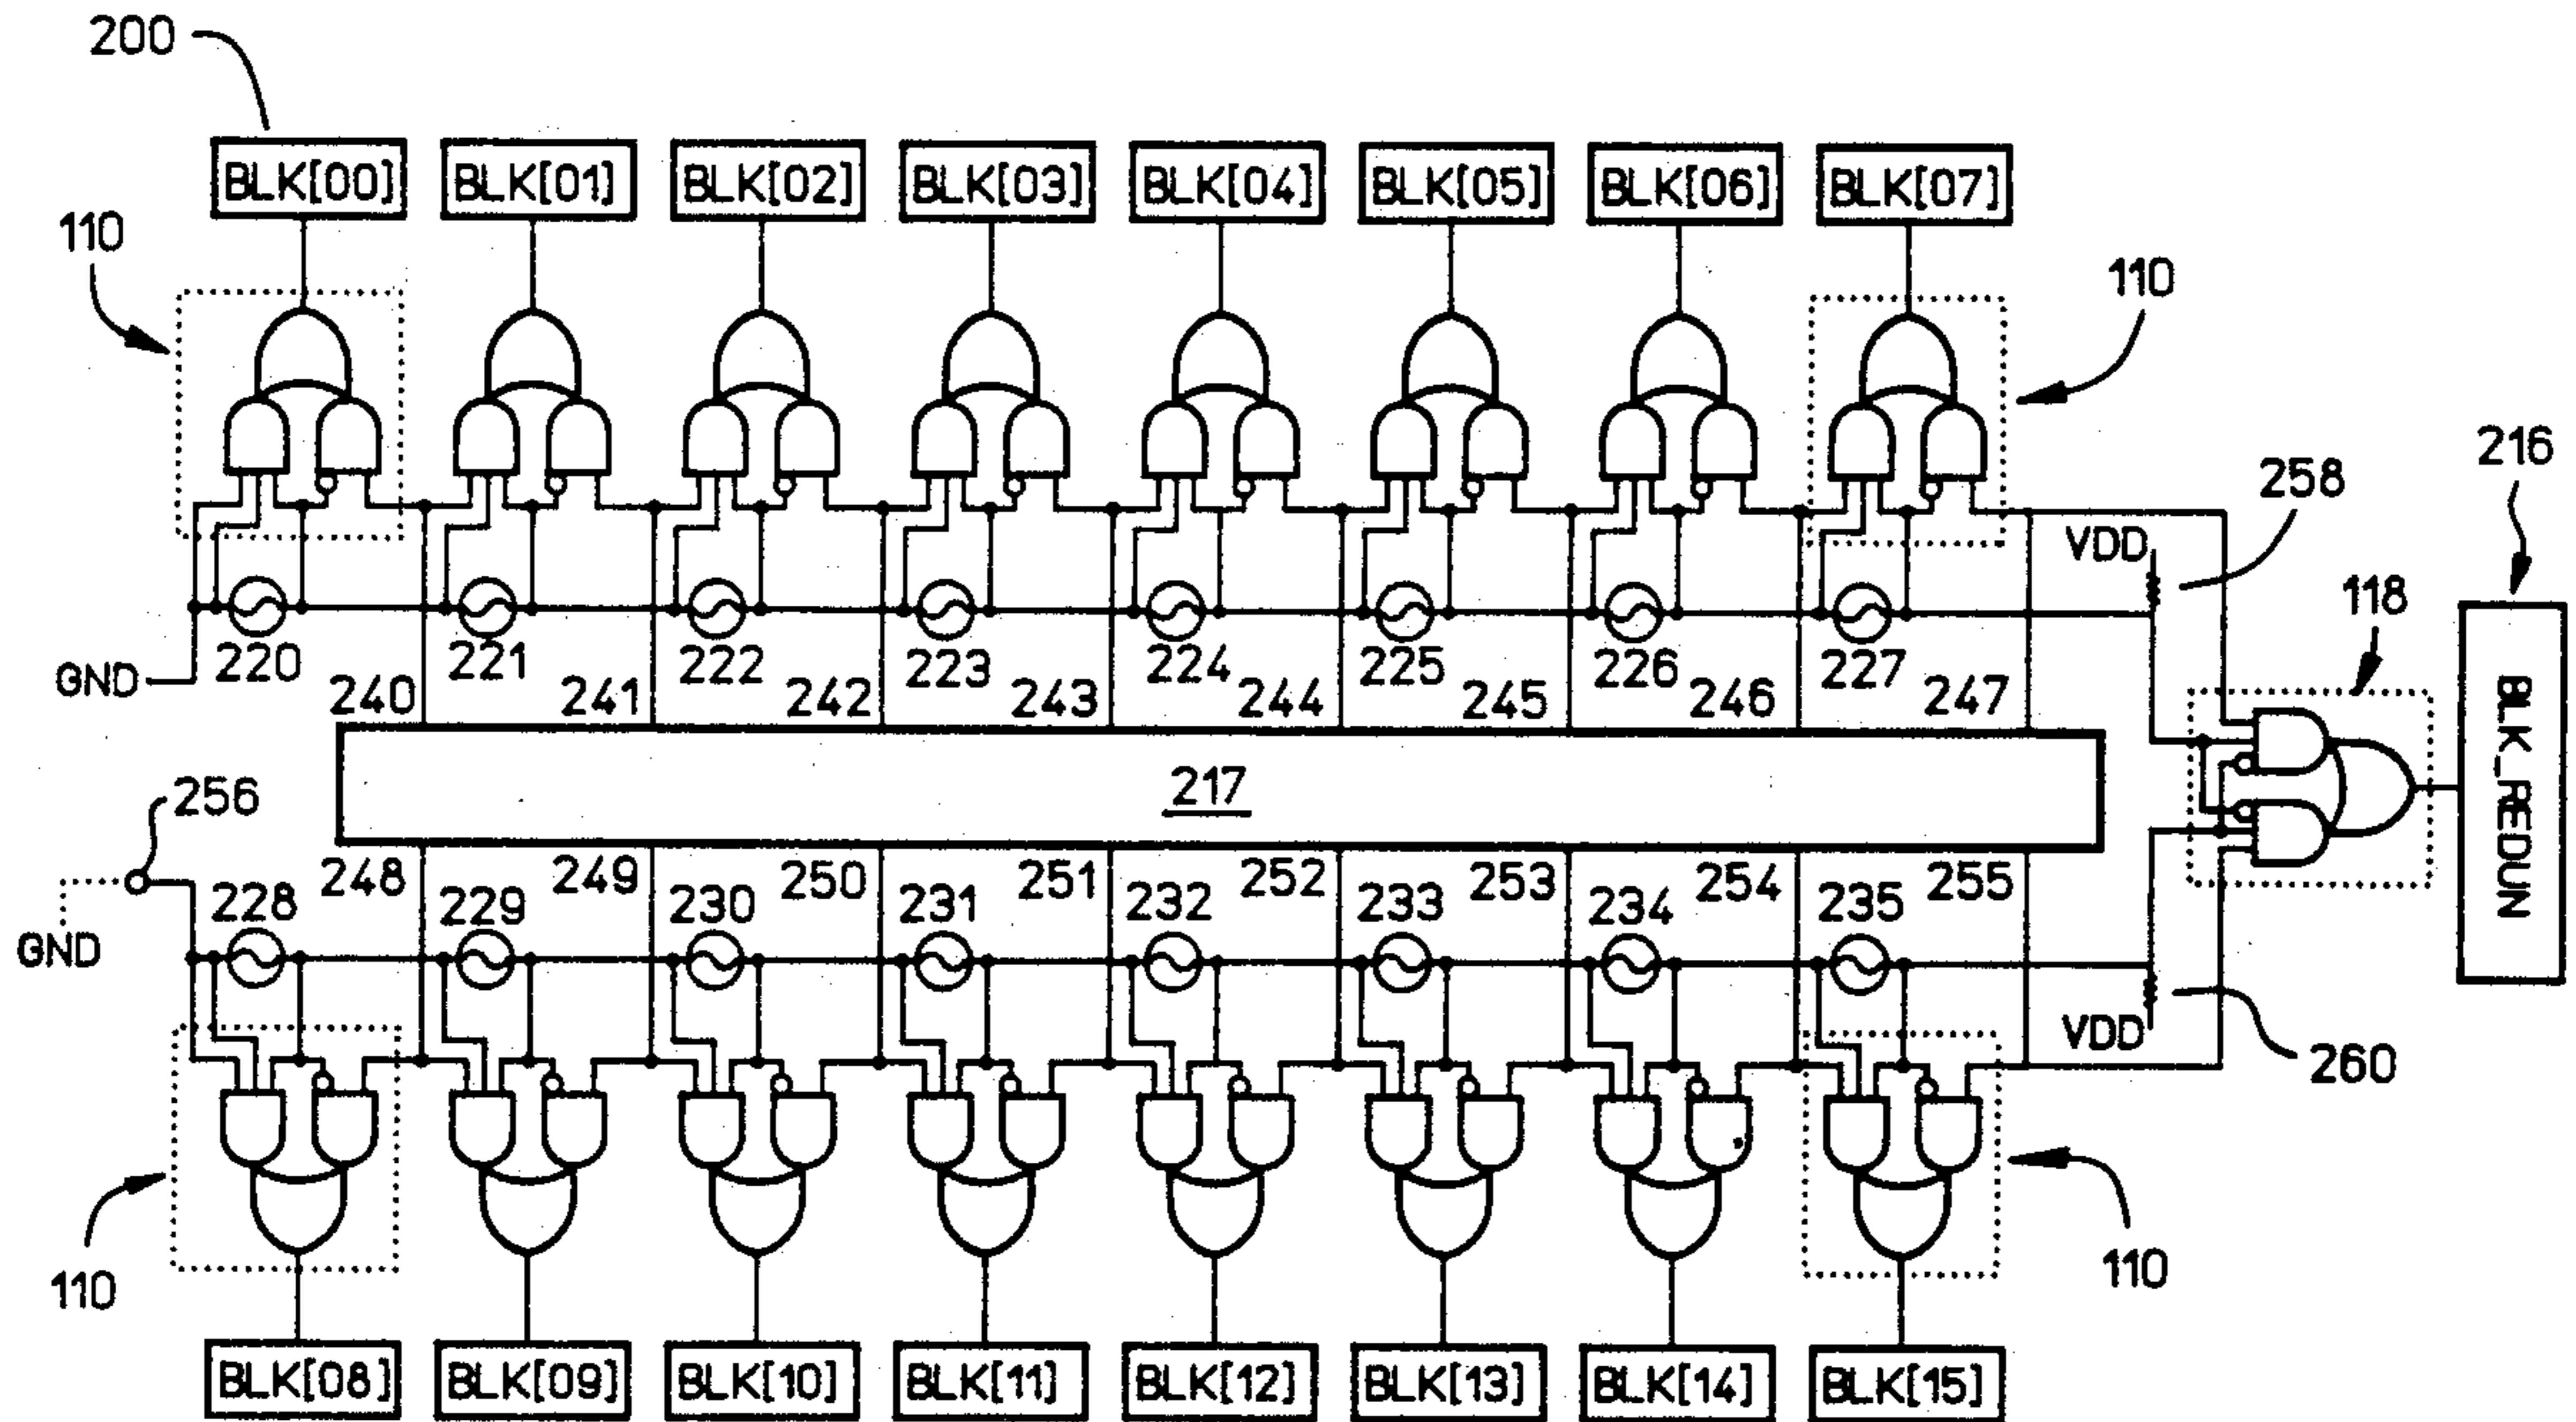 200
BLK[00] BLK[01] BLK[02] BLK[03] BLK[04] BLK[05] BLK[06] BLK[07]
110 110
216
258
VDD
118
220 221 222 223 224 225 226 227
GND
240 241 242 243 244 245 246 247
BLK_REDUN
217
256
248 249 250 251 252 253 254 255
228 229 230 231 232 233 234 235
GND
VDD
260
110 110
BLK[08] BLK[09] BLK[10] BLK[11] BLK[12] BLK[13] BLK[14] BLK[15]